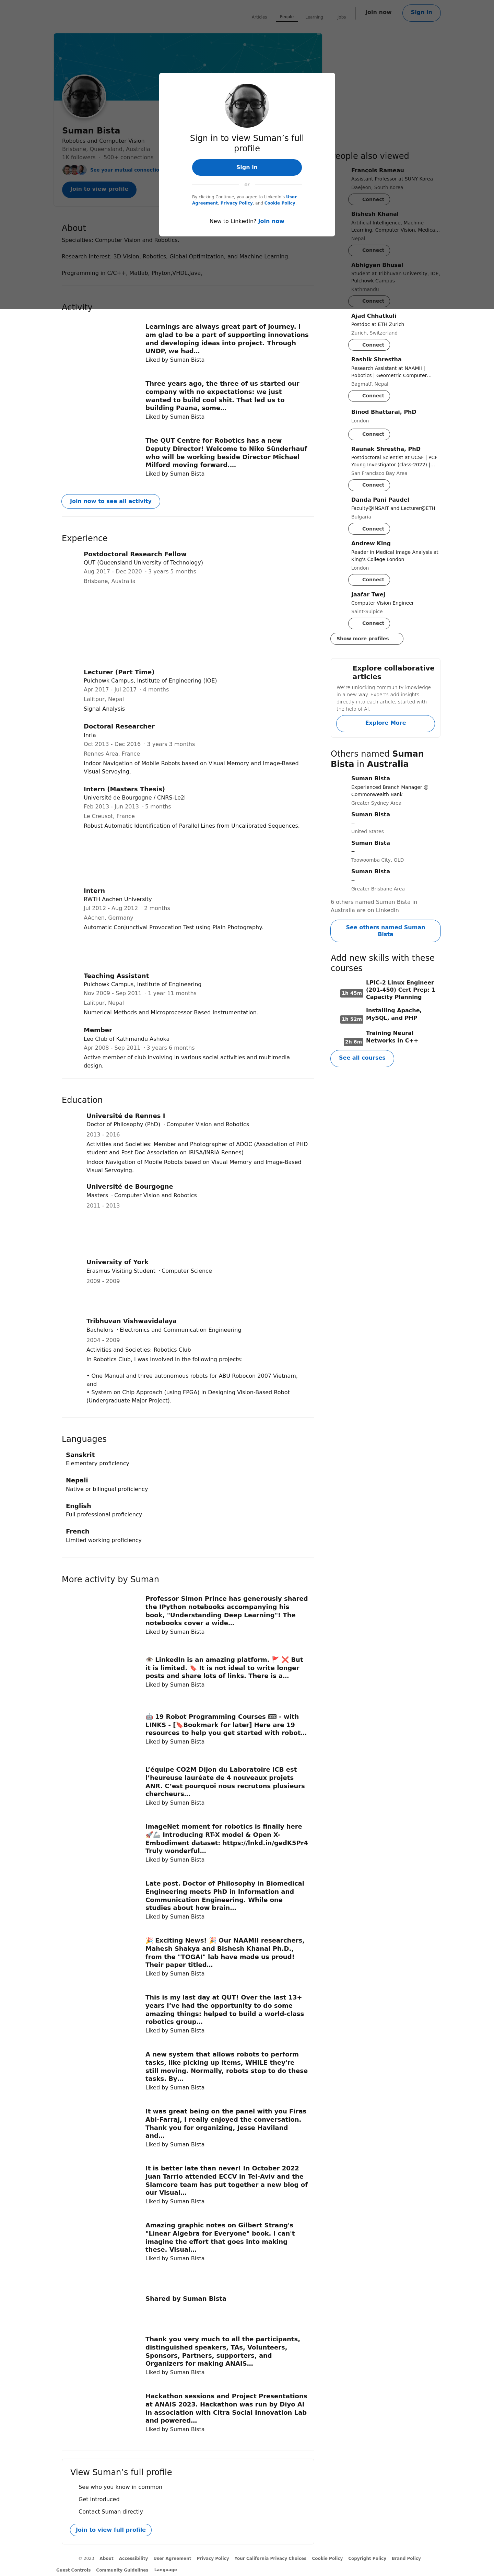 Articles
People
Learning
Jobs
Join now
Sign in
Sign in to view Suman’s full
profile
Sign in
or
By clicking Continue, you agree to LinkedIn’s User
Agreement, Privacy Policy, and Cookie Policy.
New to LinkedIn? Join now
Suman Bista
Robotics and Computer Vision
Brisbane, Queensland, Australia
1K followers · 500+ connections
See your mutual connections
Join to view profile
About
Specialties: Computer Vision and Robotics.
Research Interest: 3D Vision, Robotics, Global Optimization, and Machine Learning.
Programming in C/C++, Matlab, Phyton,VHDL,Java,
Activity
Learnings are always great part of journey. I
am glad to be a part of supporting innovations
and developing ideas into project. Through
UNDP, we had…
Liked by Suman Bista
Three years ago, the three of us started our
company with no expectations: we just
wanted to build cool shit. That led us to
building Paana, some…
Liked by Suman Bista
The QUT Centre for Robotics has a new
Deputy Director! Welcome to Niko Sünderhauf
who will be working beside Director Michael
Milford moving forward.…
Liked by Suman Bista
Join now to see all activity
Experience
Postdoctoral Research Fellow
QUT (Queensland University of Technology)
Aug 2017 - Dec 2020 · 3 years 5 months
Brisbane, Australia
Lecturer (Part Time)
Pulchowk Campus, Institute of Engineering (IOE)
Apr 2017 - Jul 2017 · 4 months
Lalitpur, Nepal
Signal Analysis
Doctoral Researcher
Inria
Oct 2013 - Dec 2016 · 3 years 3 months
Rennes Area, France
Indoor Navigation of Mobile Robots based on Visual Memory and Image-Based
Visual Servoying.
Intern (Masters Thesis)
Université de Bourgogne / CNRS-Le2i
Feb 2013 - Jun 2013 · 5 months
Le Creusot, France
Robust Automatic Identification of Parallel Lines from Uncalibrated Sequences.
Intern
RWTH Aachen University
Jul 2012 - Aug 2012 · 2 months
AAchen, Germany
Automatic Conjunctival Provocation Test using Plain Photography.
Teaching Assistant
Pulchowk Campus, Institute of Engineering
Nov 2009 - Sep 2011 · 1 year 11 months
Lalitpur, Nepal
Numerical Methods and Microprocessor Based Instrumentation.
Member
Leo Club of Kathmandu Ashoka
Apr 2008 - Sep 2011 · 3 years 6 months
Active member of club involving in various social activities and multimedia
design.
Education
Université de Rennes I
Doctor of Philosophy (PhD) · Computer Vision and Robotics
2013 - 2016
Activities and Societies: Member and Photographer of ADOC (Association of PHD
student and Post Doc Association on IRISA/INRIA Rennes)
Indoor Navigation of Mobile Robots based on Visual Memory and Image-Based
Visual Servoying.
Université de Bourgogne
Masters · Computer Vision and Robotics
2011 - 2013
University of York
Erasmus Visiting Student · Computer Science
2009 - 2009
Tribhuvan Vishwavidalaya
Bachelors · Electronics and Communication Engineering
2004 - 2009
Activities and Societies: Robotics Club
In Robotics Club, I was involved in the following projects:
• One Manual and three autonomous robots for ABU Robocon 2007 Vietnam,
and
• System on Chip Approach (using FPGA) in Designing Vision-Based Robot
(Undergraduate Major Project).
Languages
Sanskrit
Elementary proficiency
Nepali
Native or bilingual proficiency
English
Full professional proficiency
French
Limited working proficiency
More activity by Suman
Professor Simon Prince has generously shared
the IPython notebooks accompanying his
book, "Understanding Deep Learning"! The
notebooks cover a wide…
Liked by Suman Bista
👁️ LinkedIn is an amazing platform. 🚩 ❌ But
it is limited. 🔖 It is not ideal to write longer
posts and share lots of links. There is a…
Liked by Suman Bista
🤖 19 Robot Programming Courses ⌨ - with
LINKS - [🔖Bookmark for later] Here are 19
resources to help you get started with robot…
Liked by Suman Bista
L’équipe CO2M Dijon du Laboratoire ICB est
l’heureuse lauréate de 4 nouveaux projets
ANR. C’est pourquoi nous recrutons plusieurs
chercheurs…
Liked by Suman Bista
ImageNet moment for robotics is finally here
🚀🦾 Introducing RT-X model & Open X-
Embodiment dataset: https://lnkd.in/gedK5Pr4
Truly wonderful…
Liked by Suman Bista
Late post. Doctor of Philosophy in Biomedical
Engineering meets PhD in Information and
Communication Engineering. While one
studies about how brain…
Liked by Suman Bista
🎉 Exciting News! 🎉 Our NAAMII researchers,
Mahesh Shakya and Bishesh Khanal Ph.D.,
from the "TOGAI" lab have made us proud!
Their paper titled…
Liked by Suman Bista
This is my last day at QUT! Over the last 13+
years I’ve had the opportunity to do some
amazing things: helped to build a world-class
robotics group…
Liked by Suman Bista
A new system that allows robots to perform
tasks, like picking up items, WHILE they're
still moving. Normally, robots stop to do these
tasks. By…
Liked by Suman Bista
It was great being on the panel with you Firas
Abi-Farraj, I really enjoyed the conversation.
Thank you for organizing, Jesse Haviland
and…
Liked by Suman Bista
It is better late than never! In October 2022
Juan Tarrio attended ECCV in Tel-Aviv and the
Slamcore team has put together a new blog of
our Visual…
Liked by Suman Bista
Amazing graphic notes on Gilbert Strang's
"Linear Algebra for Everyone" book. I can't
imagine the effort that goes into making
these. Visual…
Liked by Suman Bista
Shared by Suman Bista
Thank you very much to all the participants,
distinguished speakers, TAs, Volunteers,
Sponsors, Partners, supporters, and
Organizers for making ANAIS…
Liked by Suman Bista
Hackathon sessions and Project Presentations
at ANAIS 2023. Hackathon was run by Diyo AI
in association with Citra Social Innovation Lab
and powered…
Liked by Suman Bista
View Suman’s full profile
See who you know in common
Get introduced
Contact Suman directly
Join to view full profile
People also viewed
François Rameau
Assistant Professor at SUNY Korea
Daejeon, South Korea
Connect
Bishesh Khanal
Artificial Intelligence, Machine
Learning, Computer Vision, Medica…
Nepal
Connect
Abhigyan Bhusal
Student at Tribhuvan University, IOE,
Pulchowk Campus
Kathmandu
Connect
Ajad Chhatkuli
Postdoc at ETH Zurich
Zurich, Switzerland
Connect
Rashik Shrestha
Research Assistant at NAAMII |
Robotics | Geometric Computer…
Bāgmatī, Nepal
Connect
Binod Bhattarai, PhD
London
Connect
Raunak Shrestha, PhD
Postdoctoral Scientist at UCSF | PCF
Young Investigator (class-2022) |…
San Francisco Bay Area
Connect
Danda Pani Paudel
Faculty@INSAIT and Lecturer@ETH
Bulgaria
Connect
Andrew King
Reader in Medical Image Analysis at
King's College London
London
Connect
Jaafar Twej
Computer Vision Engineer
Saint-Sulpice
Connect
Show more profiles
Explore collaborative
articles
We’re unlocking community knowledge
in a new way. Experts add insights
directly into each article, started with
the help of AI.
Explore More
Others named Suman
Bista in Australia
Suman Bista
Experienced Branch Manager @
Commonwealth Bank
Greater Sydney Area
Suman Bista
--
United States
Suman Bista
--
Toowoomba City, QLD
Suman Bista
--
Greater Brisbane Area
6 others named Suman Bista in
Australia are on LinkedIn
See others named Suman
Bista
Add new skills with these
courses
1h 45m
LPIC-2 Linux Engineer
(201-450) Cert Prep: 1
Capacity Planning
1h 52m
Installing Apache,
MySQL, and PHP
2h 6m
Training Neural
Networks in C++
See all courses
© 2023 About Accessibility User Agreement Privacy Policy Your California Privacy Choices Cookie Policy Copyright Policy Brand Policy
Guest Controls Community Guidelines Language